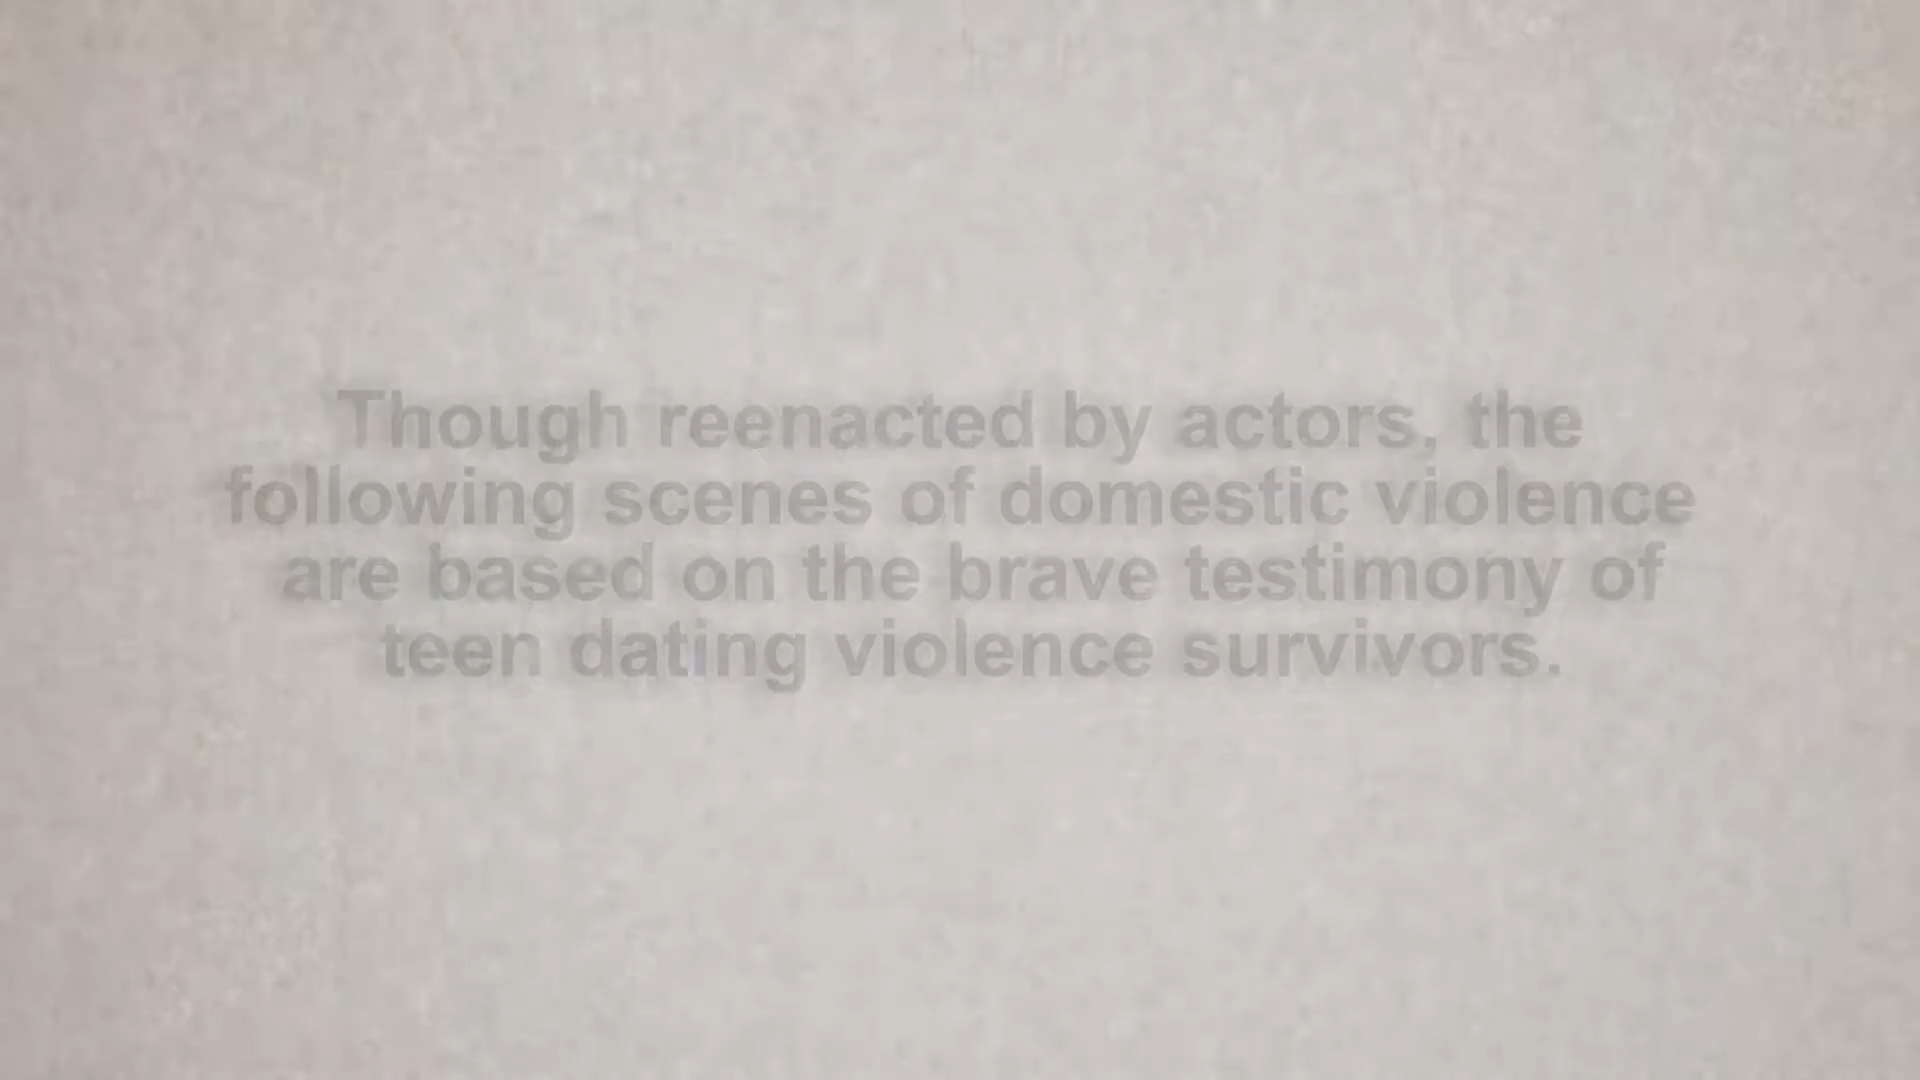 Though reenacted by actors, the
following scenes of domestic violence
are based on the brave testimony of
teen dating violence survivors.